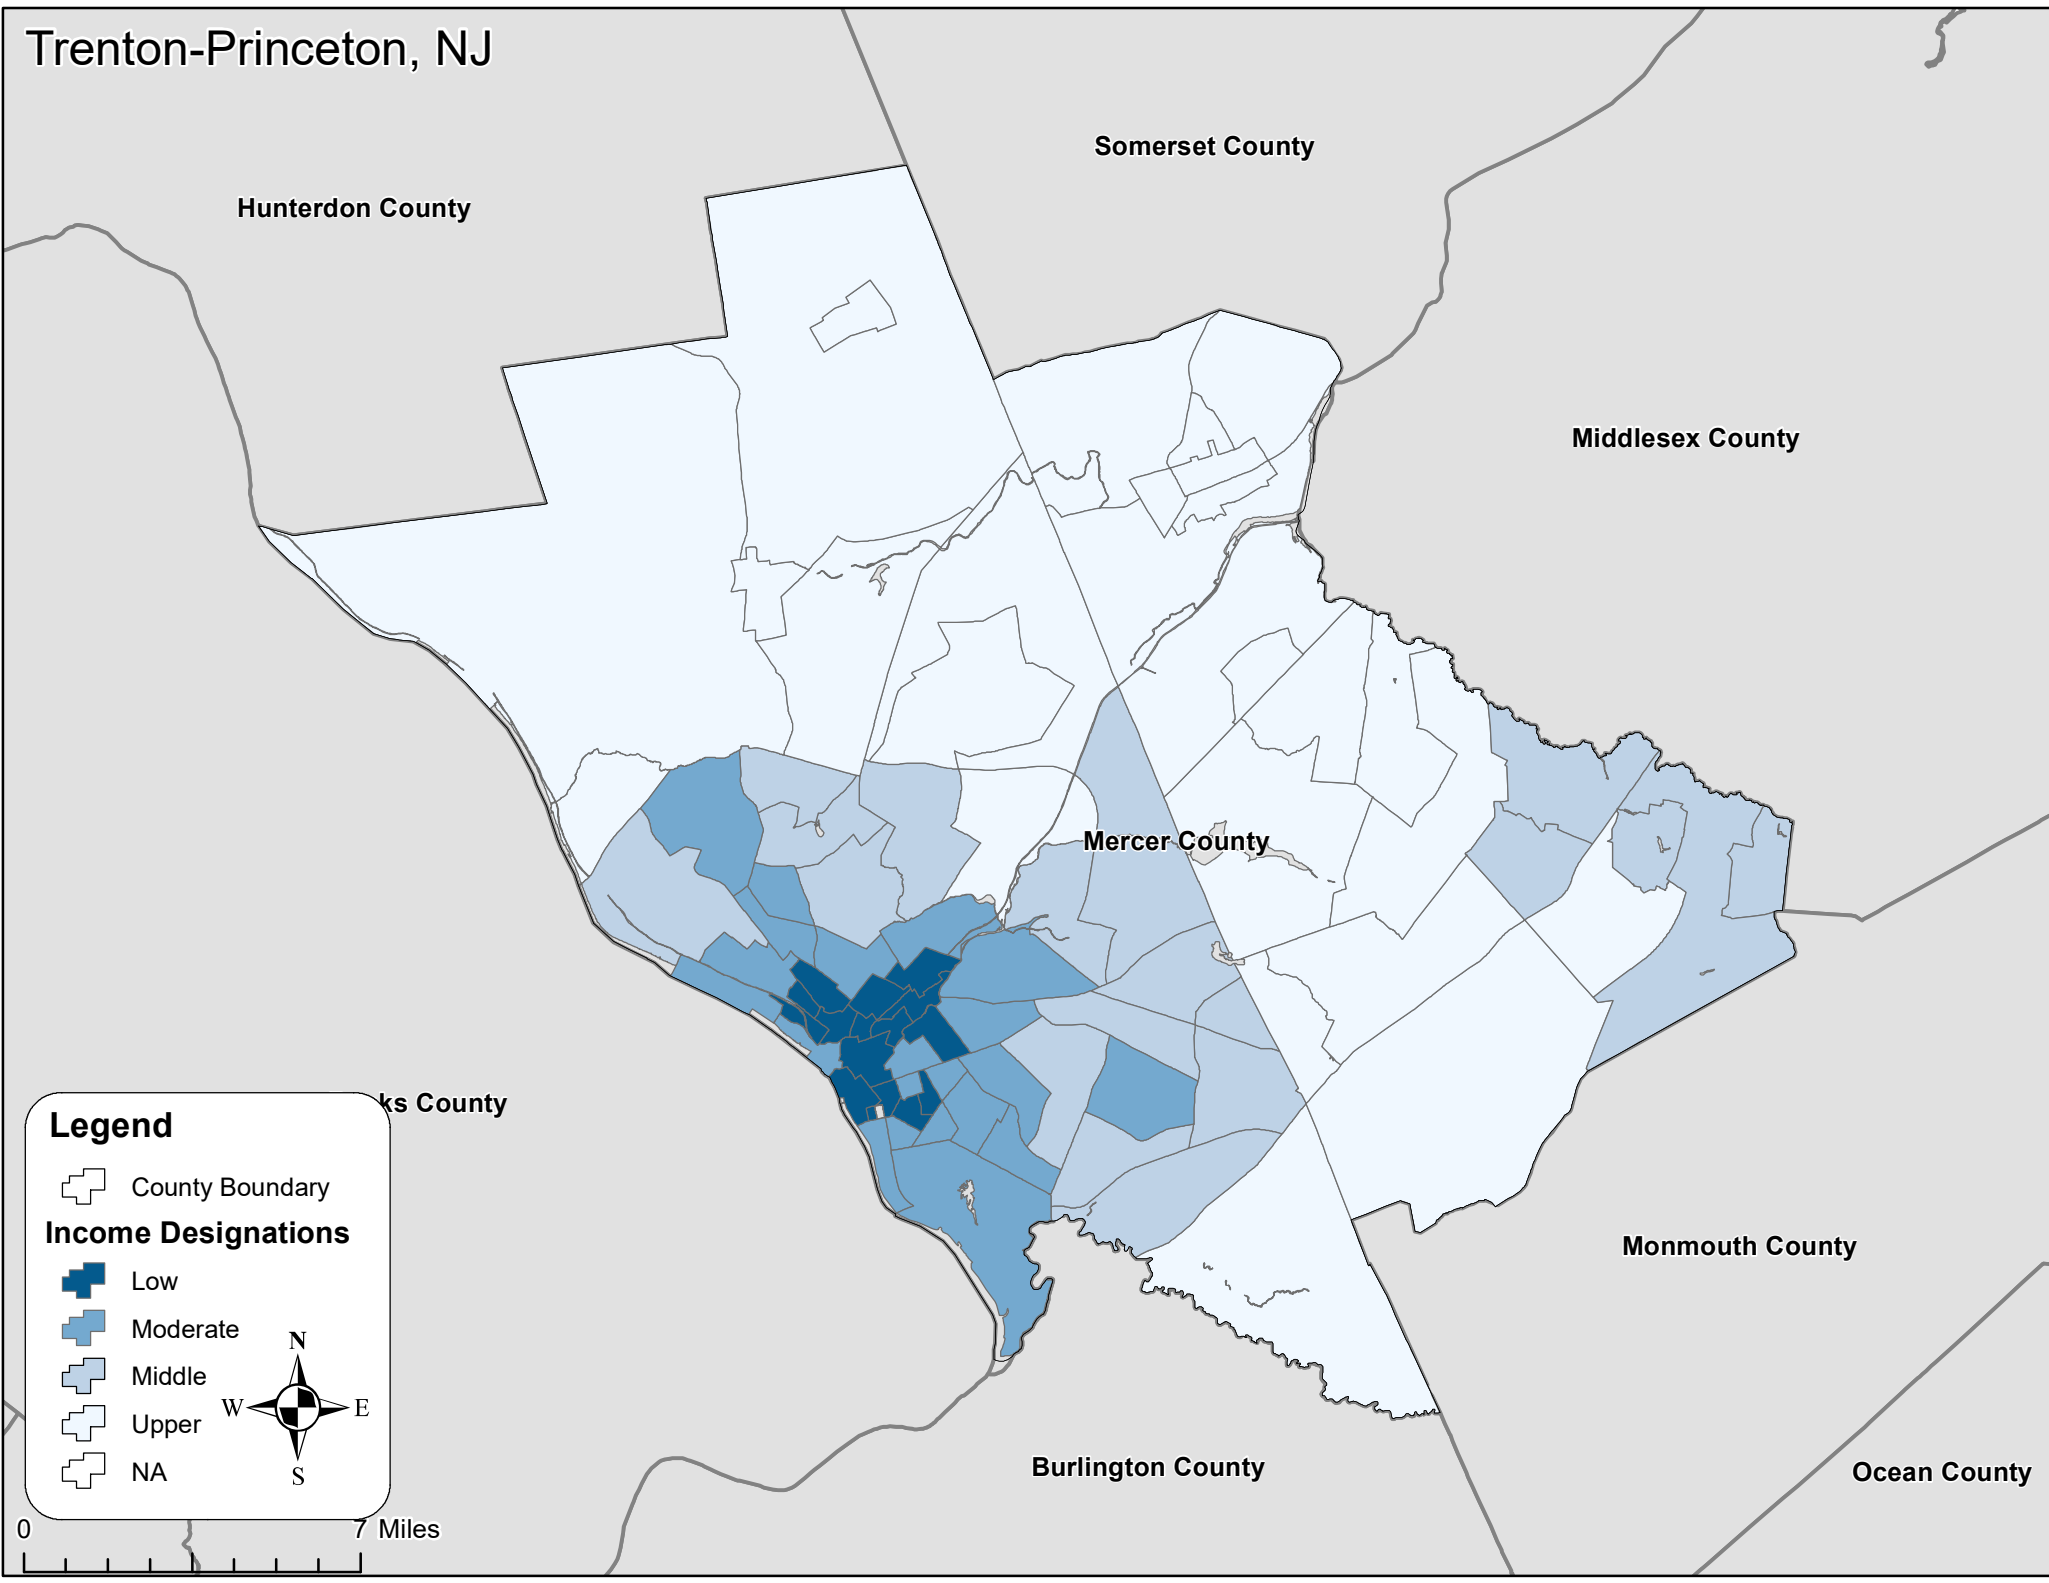 Trenton-Princeton, NJ
Somerset County
Hunterdon County
Middlesex County
Mercer County
ks County
Monmouth County
Burlington County
Ocean County
Legend
County Boundary
Income Designations
Low
Moderate
Middle
Upper
NA
N
W E
S
0 7 Miles